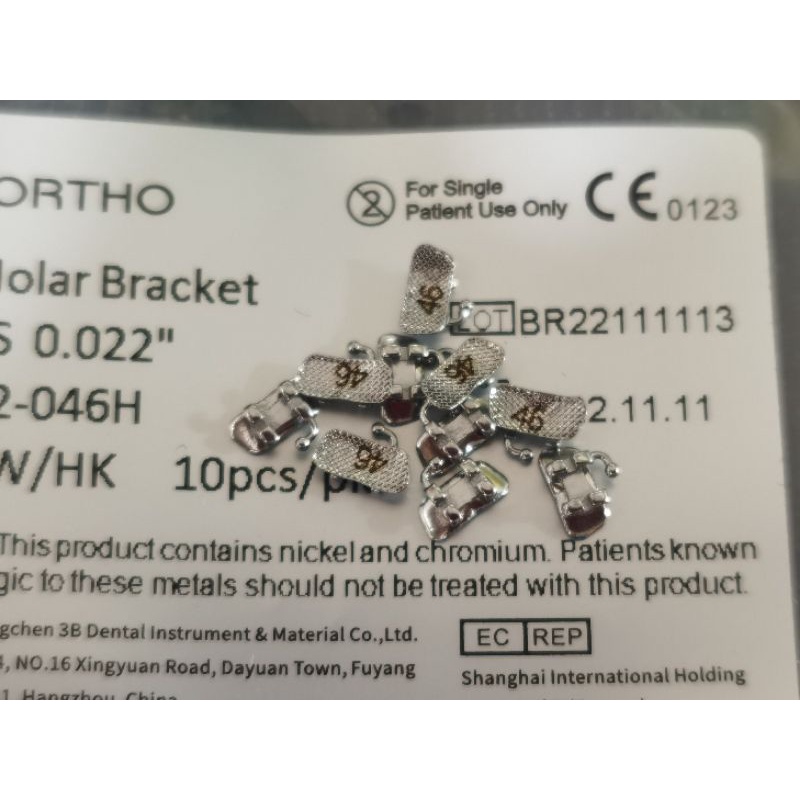 ORTHO
For Single
Patient Use Only
CE 0123
olar Bracket
LOT BR22111113
0.022"
2-046H
2.11.11
W/HK
10pcs/
46
46
46
46
46
This product contains nickel and chromium. Patients known
gic to these metals should not be treated with this product.
gchen 3B Dental Instrument & Material Co.,Ltd.
EC REP
NO.16 Xingyuan Road, Dayuan Town, Fuyang
Shanghai International Holding
Hangzhou, China